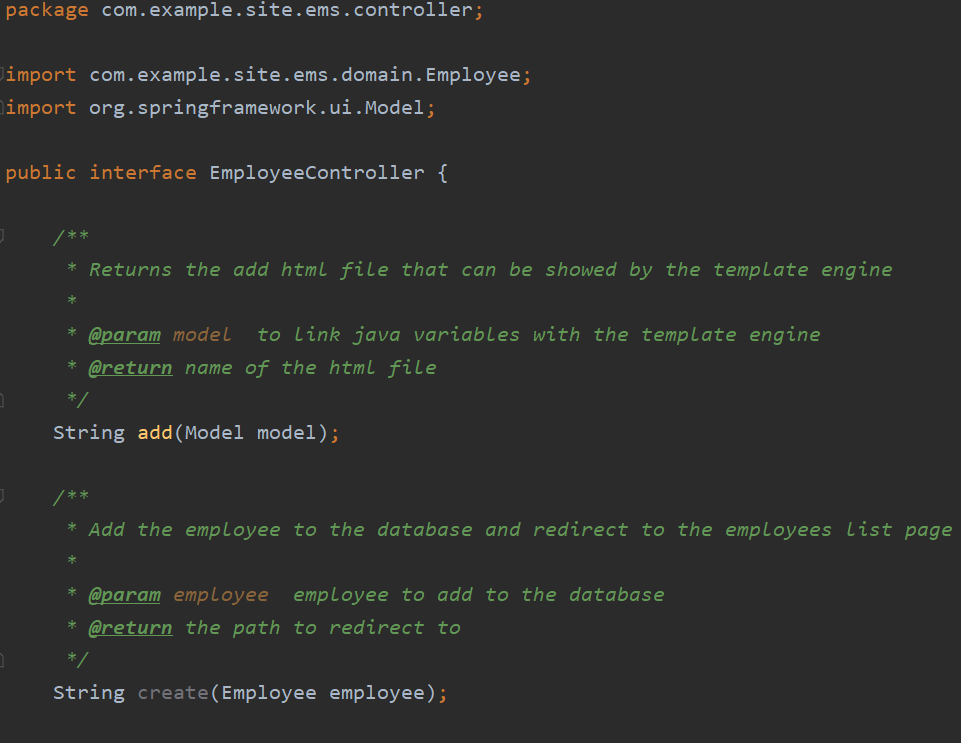 package com.example.site.ems.controller;
import com.example.site.ems.domain.Employee;
import org.springframework.ui.Model;
public interface EmployeeController {
/**
* Returns the add html file that can be showed by the template engine
*
* @param model  to link java variables with the template engine
* @return name of the html file
*/
String add(Model model);
/**
* Add the employee to the database and redirect to the employees list page
*
* @param employee  employee to add to the database
* @return the path to redirect to
*/
String create(Employee employee);